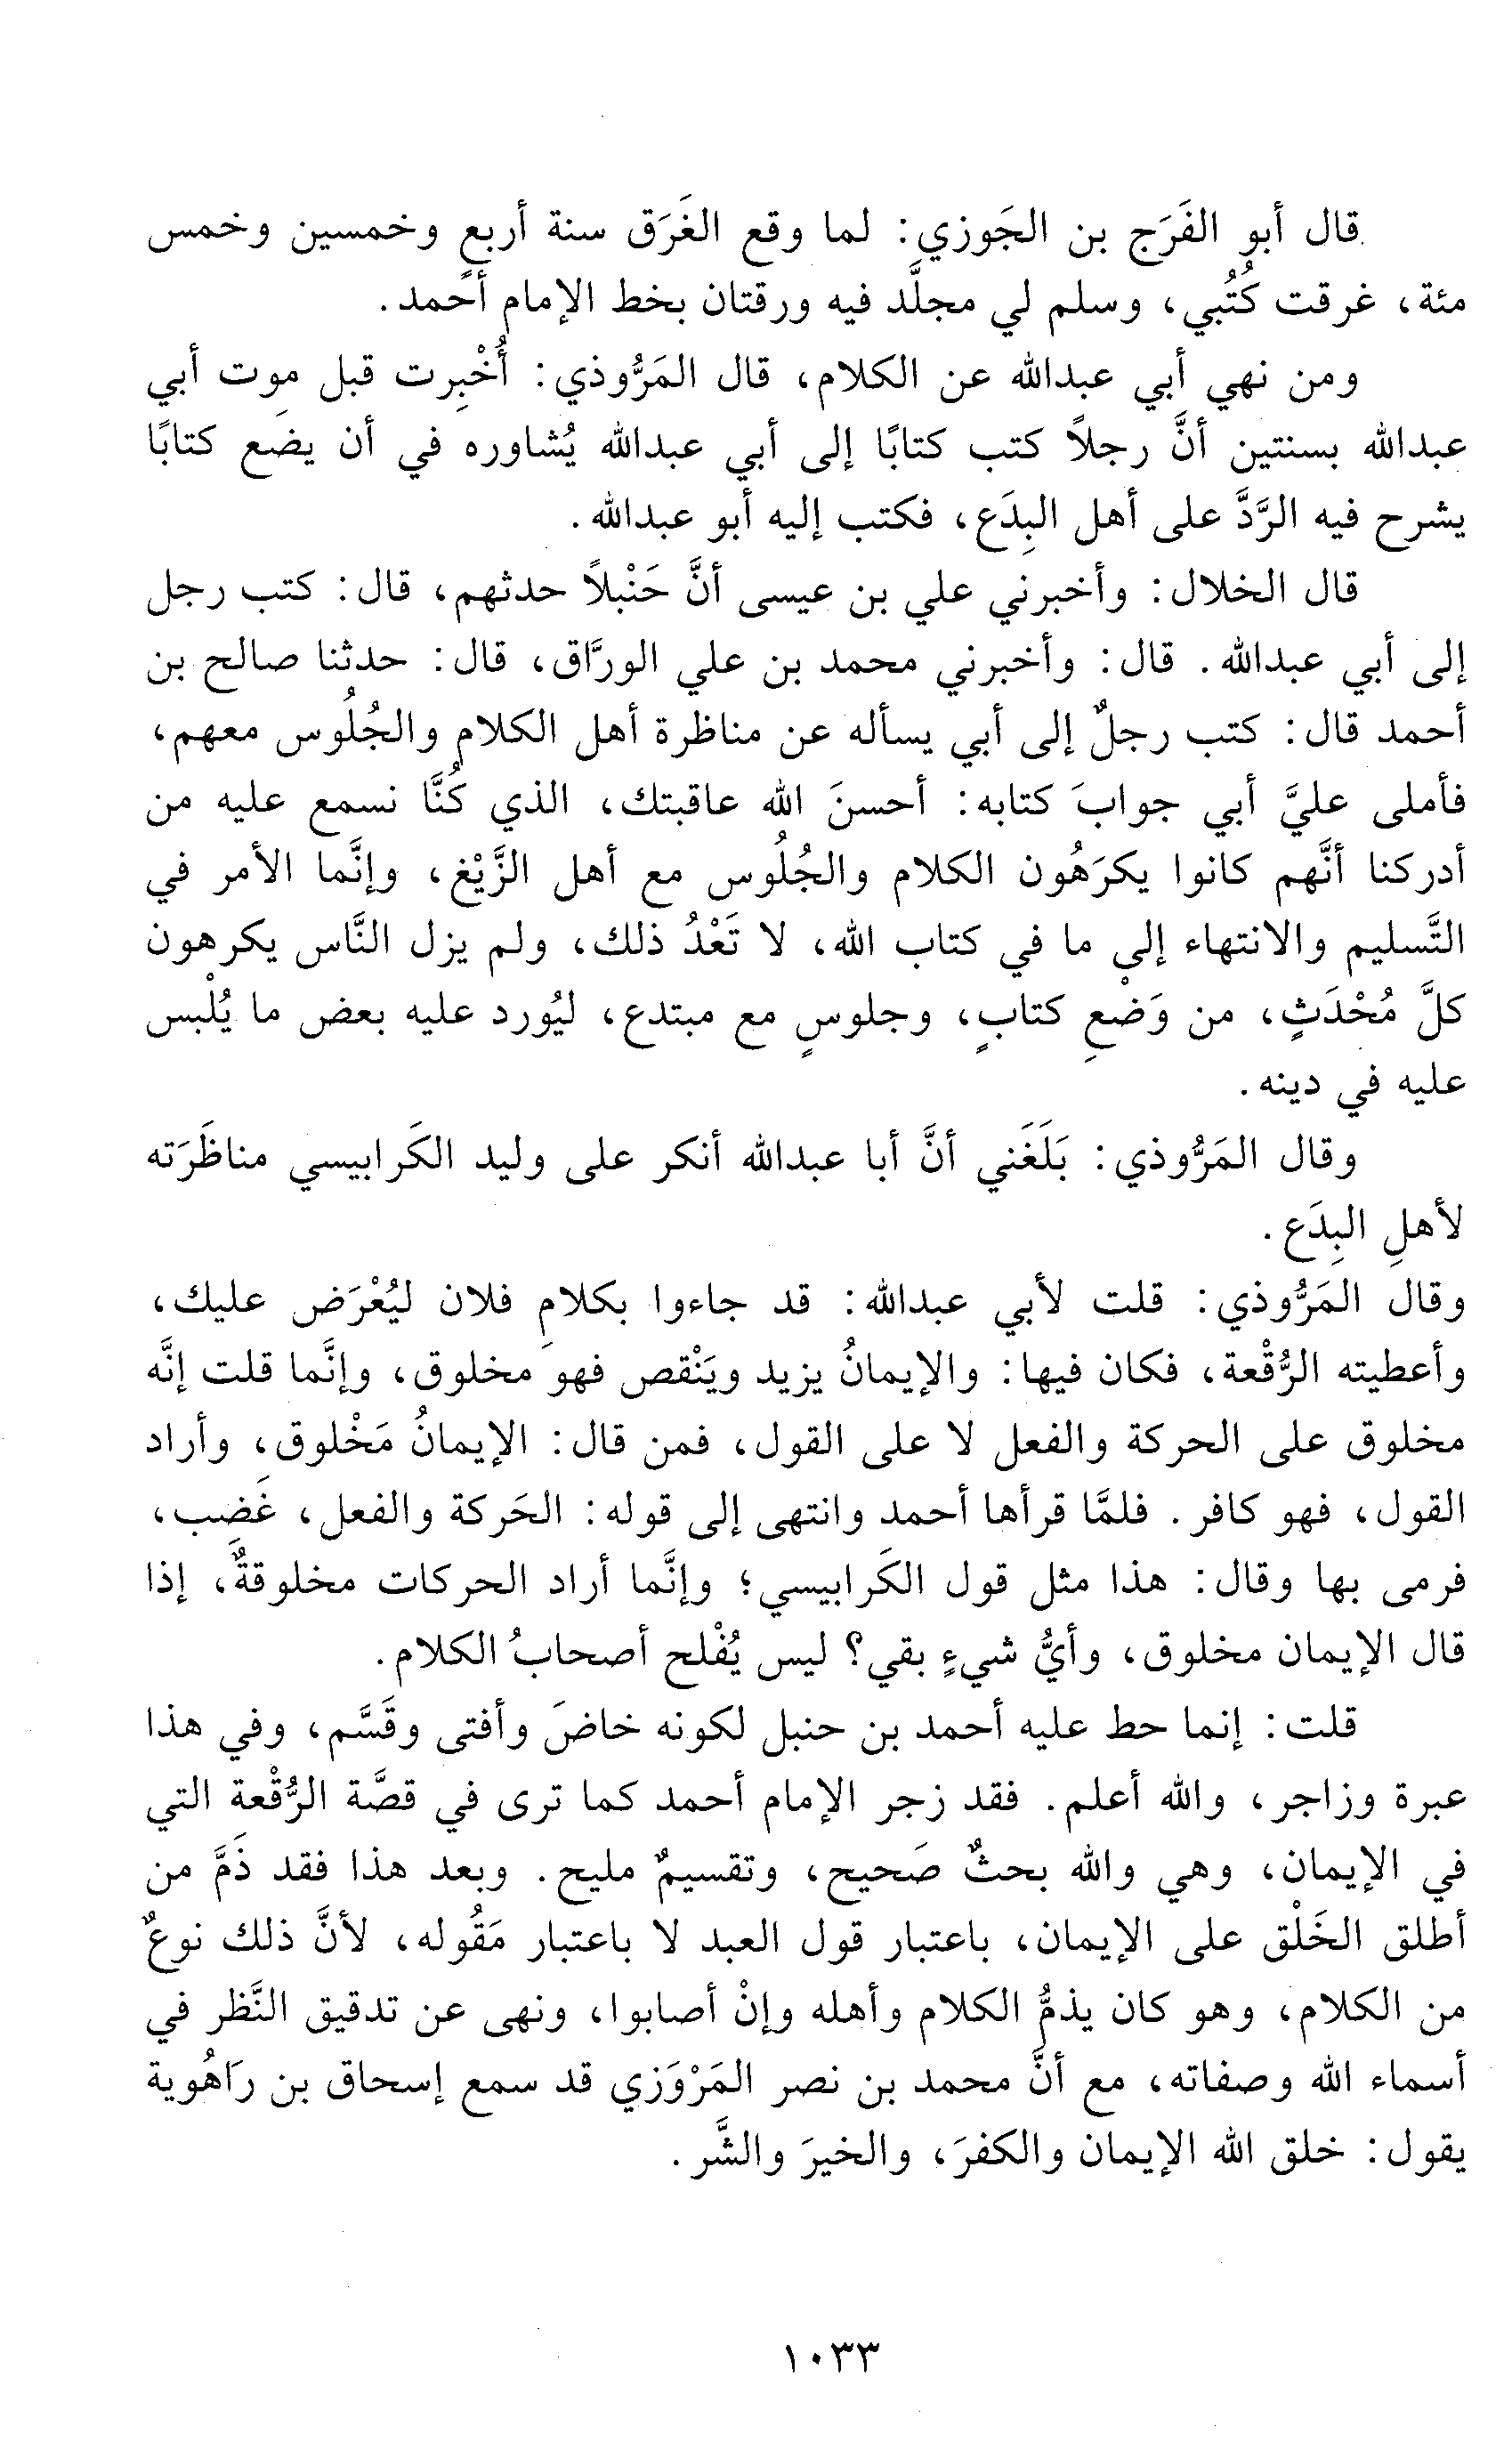 قال أبو الفَرَج بن الجَوزي: لما وقع الغَرَق سنة أربعٍ وخمسين وخمس
مئة، غرقت كُتُبي، وسلم لي مجلَّد فيه ورقتان بخط الإمام أحمد.
ومن نهي أبي عبدالله عن الكلام، قال المَرُّوذي: أُخْبِرت قبل موت أبي
عبدالله بسنتين أنَّ رجلاً كتب كتابًا إلى أبي عبدالله يُشاوره في أن يضَع كتابًا
يشرح فيه الرَّدَّ على أهل البِدَع، فكتب إليه أبو عبدالله.
قال الخلال: وأخبرني علي بن عيسى أنَّ حَنْبلاً حدثهم، قال: كتب رجل
إلى أبي عبدالله. قال: وأخبرني محمد بن علي الورَّاق، قال: حدثنا صالح بن
أحمد قال: كتب رجلٌ إلى أبي يسأله عن مناظرة أهل الكلام والجُلُوس معهم،
فأملى عليَّ أبي جوابَ كتابه: أحسنَ الله عاقبتك، الذي كُنَّا نسمع عليه من
أدركنا أنَّهم كانوا يكرَهُون الكلام والجُلُوس مع أهل الزَّيْغ، وإنَّما الأمر في
التَّسليم والانتهاء إلى ما في كتاب الله، لا تَعْدُ ذلك، ولم يزل النَّاس يكرهون
كلَّ مُحْدَثٍ، من وَضْعِ كتابٍ، وجلوسٍ مع مبتدع، ليُورد عليه بعض ما يُلْبس
عليه في دينه.
وقال المَرُّوذي: بَلَغَني أنَّ أبا عبدالله أنكر على وليد الكَرابيسي مناظَرَته
لأهلِ البِدَع.
وقال المَرُّوذي: قلت لأبي عبدالله: قد جاءوا بكلامِ فلان ليُعْرَض عليك،
وأعطيته الرُّقْعة، فكان فيها: والإيمانُ يزيد ويَنْقص فهو مخلوق، وإنَّما قلت إنَّه
مخلوق على الحركة والفعل لا على القول، فمن قال: الإيمانُ مَخْلوق، وأراد
القول، فهو كافر. فلمَّا قرأها أحمد وانتهى إلى قوله: الحَركة والفعل، غَضِب،
فرمى بها وقال: هذا مثل قول الكَرابيسي؛ وإنَّما أراد الحركات مخلوقةٌ، إذا
قال الإيمان مخلوق، وأيُّ شيءٍ بقي؟ ليس يُفْلح أصحابُ الكلام.
قلت: إنما حط عليه أحمد بن حنبل لكونه خاضَ وأفتى وقَسَّم، وفي هذا
عبرة وزاجر، والله أعلم. فقد زجر الإمام أحمد كما ترى في قصَّة الرُّقْعة التي
في الإيمان، وهي والله بحثٌ صَحيح، وتقسيمٌ مليح. وبعد هذا فقد ذَمَّ من
أطلق الخَلْق على الإيمان، باعتبار قول العبد لا باعتبار مَقُوله، لأنَّ ذلك نوعٌ
من الكلام، وهو كان يذمُّ الكلام وأهله وإنْ أصابوا، ونهى عن تدقيق النَّظر في
أسماء الله وصفاته، مع أنَّ محمد بن نصر المَرْوَزي قد سمع إسحاق بن رَاهُوية
يقول: خلق الله الإيمان والكفرَ، والخيرَ والشَّر.
١٠٣٣